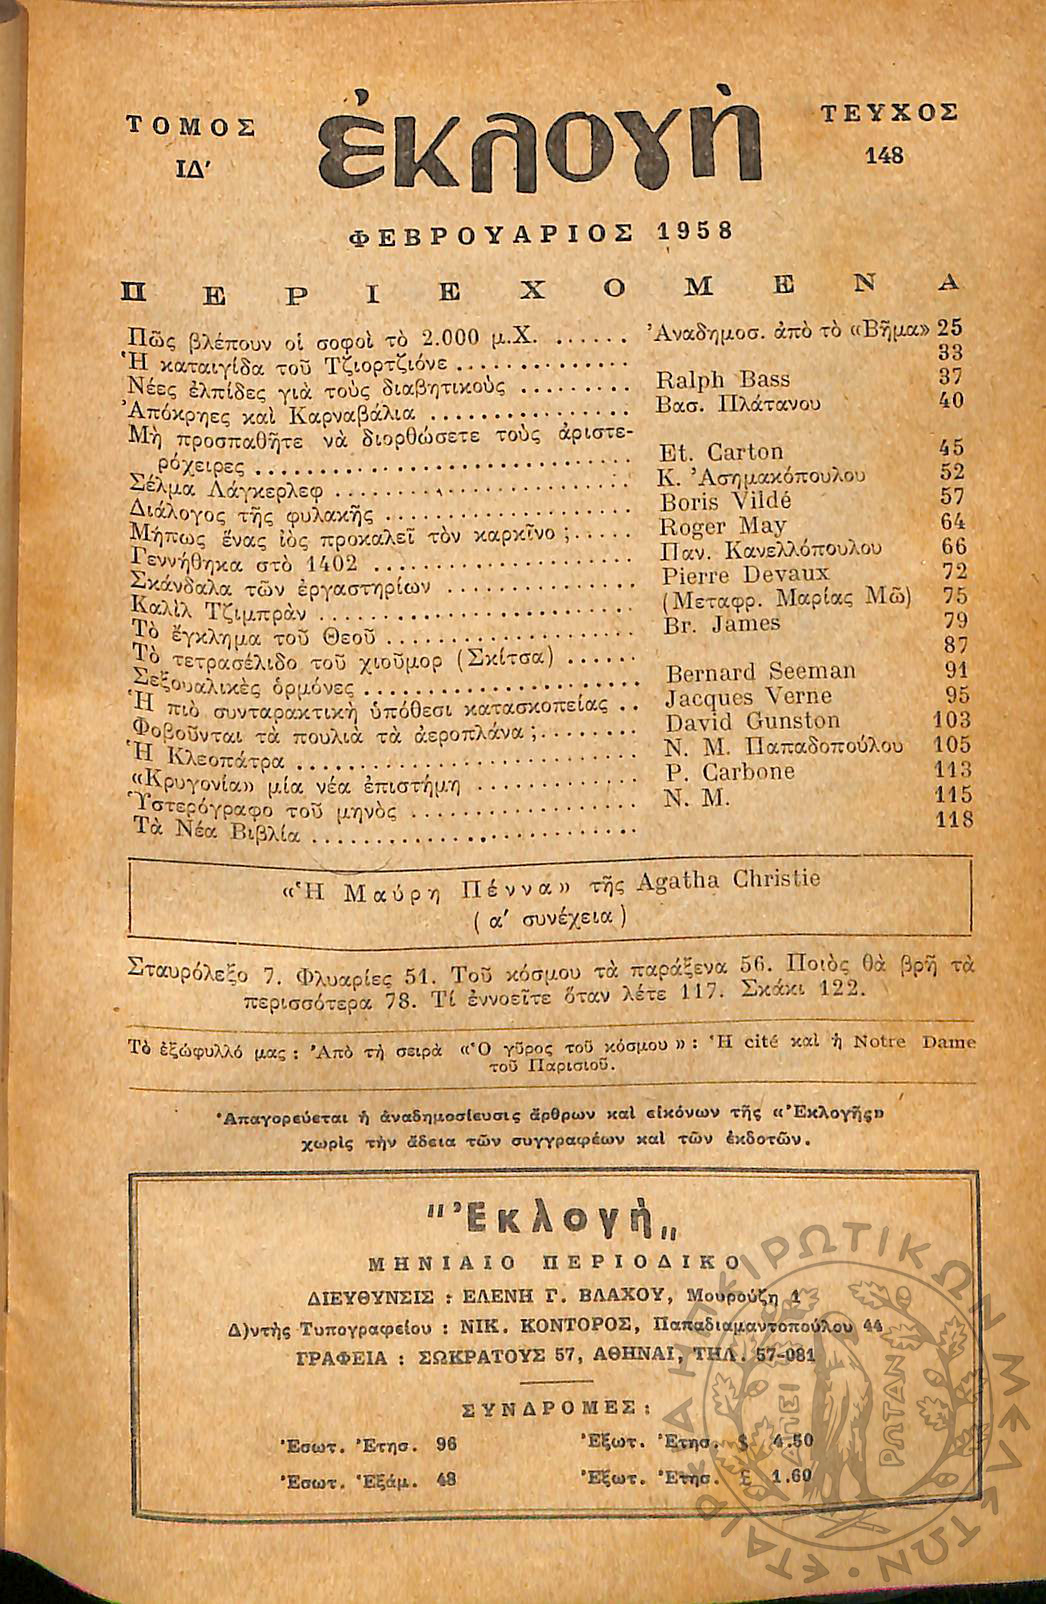 ΤΟΜΟΣ
ΙΔ′
ἐκλογὴ
ΤΕΥΧΟΣ
148
ΦΕΒΡΟΥΑΡΙΟΣ 1958
ΠΕΡΙΕΧΟΜΕΝΑ
Πῶς βλέπουν οἱ σοφοὶ τὸ 2.000 μ.Χ. ...... Ἀναδημοσ. ἀπὸ τὸ «Βῆμα» 25
Ἡ καταιγίδα τοῦ Τζιορτζιόνε ............... 33
Νέες ἐλπίδες γιὰ τοὺς διαβητικοὺς ......... Ralph Bass 37
Ἀπόκρηες καὶ Καρναβάλια ................ Βασ. Πλάτανου 40
Μὴ προσπαθῆτε νὰ διορθώσετε τοὺς ἀριστε-
ρόχειρες .............................. Et. Carton 45
Σέλμα Λάγκερλεφ ........................ Κ. Ἀσημακόπουλου 52
Διάλογος τῆς φυλακῆς .................... Boris Vildé 57
Μήπως ἕνας ἰὸς προκαλεῖ τὸν καρκῖνο ;..... Roger May 64
Γεννήθηκα στὸ 1402 ..................... Παν. Κανελλόπουλου 66
Σκάνδαλα τῶν ἐργαστηρίων ............... Pierre Devaux 72
Καλὶλ Τζιμπρὰν ......................... (Μεταφρ. Μαρίας Μῶ) 75
Τὸ ἔγκλημα τοῦ Θεοῦ .................... Br. James 79
Τὸ τετρασέλιδο τοῦ χιοῦμορ (Σκίτσα) ...... 87
Σεξουαλικὲς ὁρμόνες ...................... Bernard Seeman 91
Ἡ πιὸ συνταρακτικὴ ὑπόθεσι κατασκοπείας .. Jacques Verne 95
Φοβοῦνται τὰ πουλιὰ τὰ ἀεροπλάνα ;........ David Gunston 103
Ἡ Κλεοπάτρα ........................... Ν. Μ. Παπαδοπούλου 105
«Κρυγονία» μία νέα ἐπιστήμη ............. P. Carbone 113
Ὑστερόγραφο τοῦ μηνὸς .................. Ν. Μ. 115
Τὰ Νέα Βιβλία .......................... 118
«Ἡ Μαύρη Πέννα» τῆς Agatha Christie
(α′ συνέχεια)
Σταυρόλεξο 7. Φλυαρίες 51. Τοῦ κόσμου τὰ παράξενα 56. Ποιὸς θὰ βρῆ τὰ
περισσότερα 78. Τί ἐννοεῖτε ὅταν λέτε 117. Σκάκι 122.
Τὸ ἐξώφυλλό μας : Ἀπὸ τὴ σειρὰ «Ὁ γῦρος τοῦ κόσμου» : Ἡ cité καὶ ἡ Notre Dame
τοῦ Παρισιοῦ.
Ἀπαγορεύεται ἡ ἀναδημοσίευσις ἄρθρων καὶ εἰκόνων τῆς «Ἐκλογῆς»
χωρὶς τὴν ἄδεια τῶν συγγραφέων καὶ τῶν ἐκδοτῶν.
"Ἐκλογὴ„
ΜΗΝΙΑΙΟ ΠΕΡΙΟΔΙΚΟ
ΔΙΕΥΘΥΝΣΙΣ : ΕΛΕΝΗ Γ. ΒΛΑΧΟΥ, Μουρούζη 1
Δ)ντὴς Τυπογραφείου : ΝΙΚ. ΚΟΝΤΟΡΟΣ, Παπαδιαμαντοπούλου 44
ΓΡΑΦΕΙΑ : ΣΩΚΡΑΤΟΥΣ 57, ΑΘΗΝΑΙ, ΤΗΛ. 57-081
ΣΥΝΔΡΟΜΕΣ :
Ἐσωτ. Ἐτησ. 96 Ἐξωτ. Ἐτησ. $ 4.50
Ἐσωτ. Ἑξάμ. 48 Ἐξωτ. Ἐτησ. £ 1.60
ΕΤΑΙΡΕΙΑ ΗΠΕΙΡΩΤΙΚΩΝ ΜΕΛΕΤΩΝ
ΑΠΕΙ ΡΩΤΑΝ